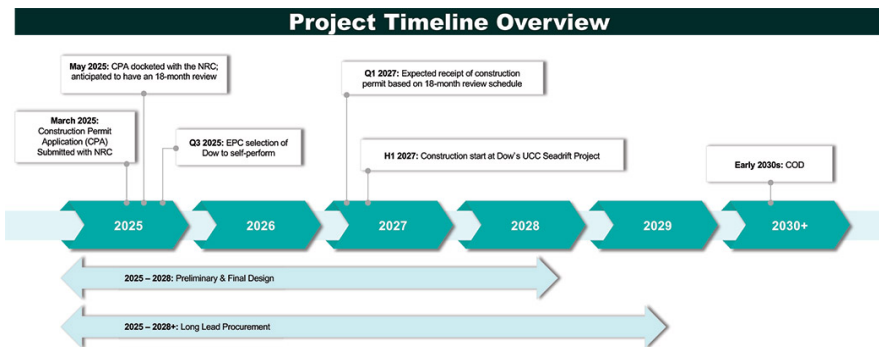 Project Timeline Overview
May 2025: CPA docketed with the NRC;
anticipated to have an 18-month review
Q1 2027: Expected receipt of construction
permit based on 18-month review schedule
March 2025:
Construction Permit
Application (CPA)
Submitted with NRC
Q3 2025: EPC selection of
Dow to self-perform
H1 2027: Construction start at Dow's UCC Seadrift Project
Early 2030s: COD
2025
2026
2027
2028
2029
2030+
2025 – 2028: Preliminary & Final Design
2025 – 2028+: Long Lead Procurement